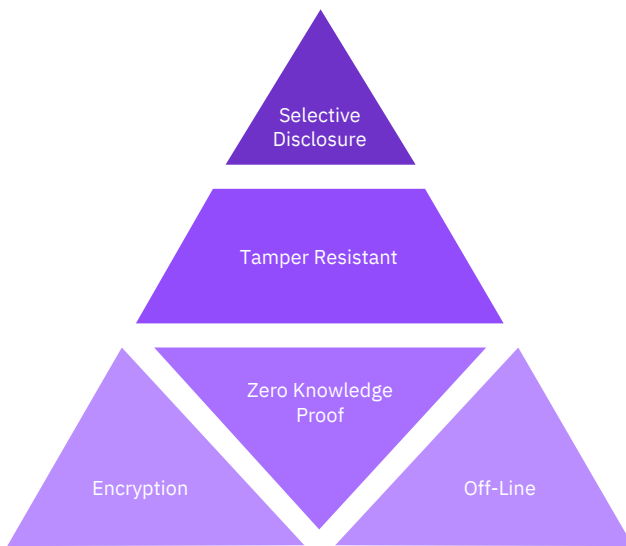 Selective
Disclosure
Tamper Resistant
Zero Knowledge
Proof
Encryption
Off-Line